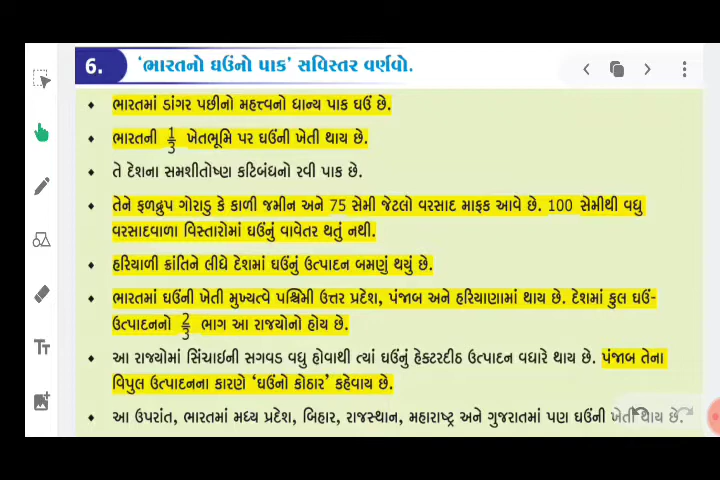 6. 'ભારતનો ઘઉંનો પાક' સવિસ્તર વર્ણવો.
• ભારતમાં ડાંગર પછીનો મહત્ત્વનો ધાન્ય પાક ઘઉં છે.
• ભારતની 1/3 ખેતભૂમિ પર ઘઉંની ખેતી થાય છે.
• તે દેશના સમશીતોષ્ણ કટિબંધનો રવી પાક છે.
• તેને ફળદ્રુપ ગોરાડુ કે કાળી જમીન અને 75 સેમી જેટલો વરસાદ માફક આવે છે. 100 સેમીથી વધુ
વરસાદવાળા વિસ્તારોમાં ઘઉંનું વાવેતર થતું નથી.
• હરિયાળી ક્રાંતિને લીધે દેશમાં ઘઉંનું ઉત્પાદન બમણું થયું છે.
• ભારતમાં ઘઉંની ખેતી મુખ્યત્વે પશ્ચિમી ઉત્તર પ્રદેશ, પંજાબ અને હરિયાણામાં થાય છે. દેશમાં કુલ ઘઉં-
ઉત્પાદનનો 2/3 ભાગ આ રાજ્યોનો હોય છે.
• આ રાજ્યોમાં સિંચાઈની સગવડ વધુ હોવાથી ત્યાં ઘઉંનું હેક્ટરદીઠ ઉત્પાદન વધારે થાય છે. પંજાબ તેના
વિપુલ ઉત્પાદનના કારણે 'ઘઉંનો કોઠાર' કહેવાય છે.
• આ ઉપરાંત, ભારતમાં મધ્ય પ્રદેશ, બિહાર, રાજસ્થાન, મહારાષ્ટ્ર અને ગુજરાતમાં પણ ઘઉંની ખેતી થાય છે.